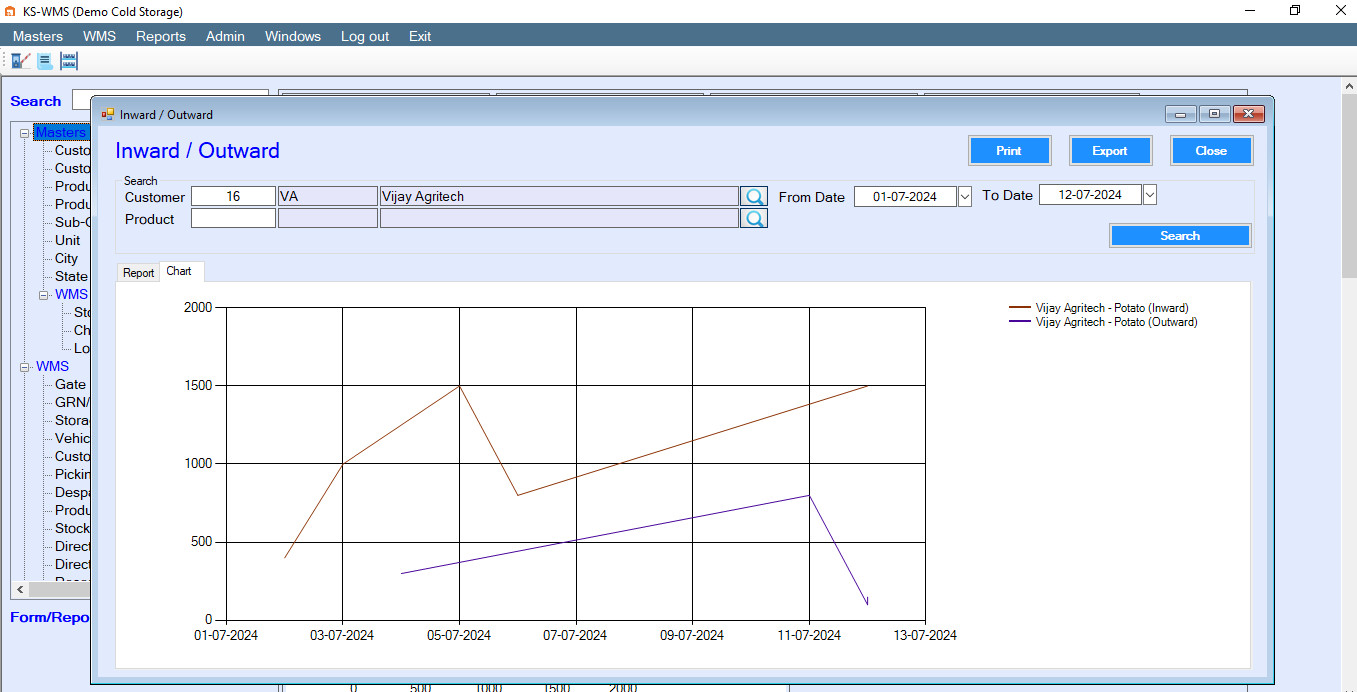 KS-WMS (Demo Cold Storage)
Masters WMS Reports Admin Windows Log out Exit
Search
Masters
Custo
Custo
Produ
Produ
Sub-C
Unit
City
State
WMS
Sto
Ch
Lo
WMS
Gate
GRN/
Stora
Vehic
Custo
Pickin
Despa
Produ
Stock
Direct
Direct
Form/Repo
Inward / Outward
Inward / Outward
Print Export Close
Search
Customer 16 VA Vijay Agritech From Date 01-07-2024 To Date 12-07-2024
Product
Search
Report Chart
2000
1500
1000
500
0
01-07-2024 03-07-2024 05-07-2024 07-07-2024 09-07-2024 11-07-2024 13-07-2024
Vijay Agritech - Potato (Inward)
Vijay Agritech - Potato (Outward)
0 500 1000 1500 2000